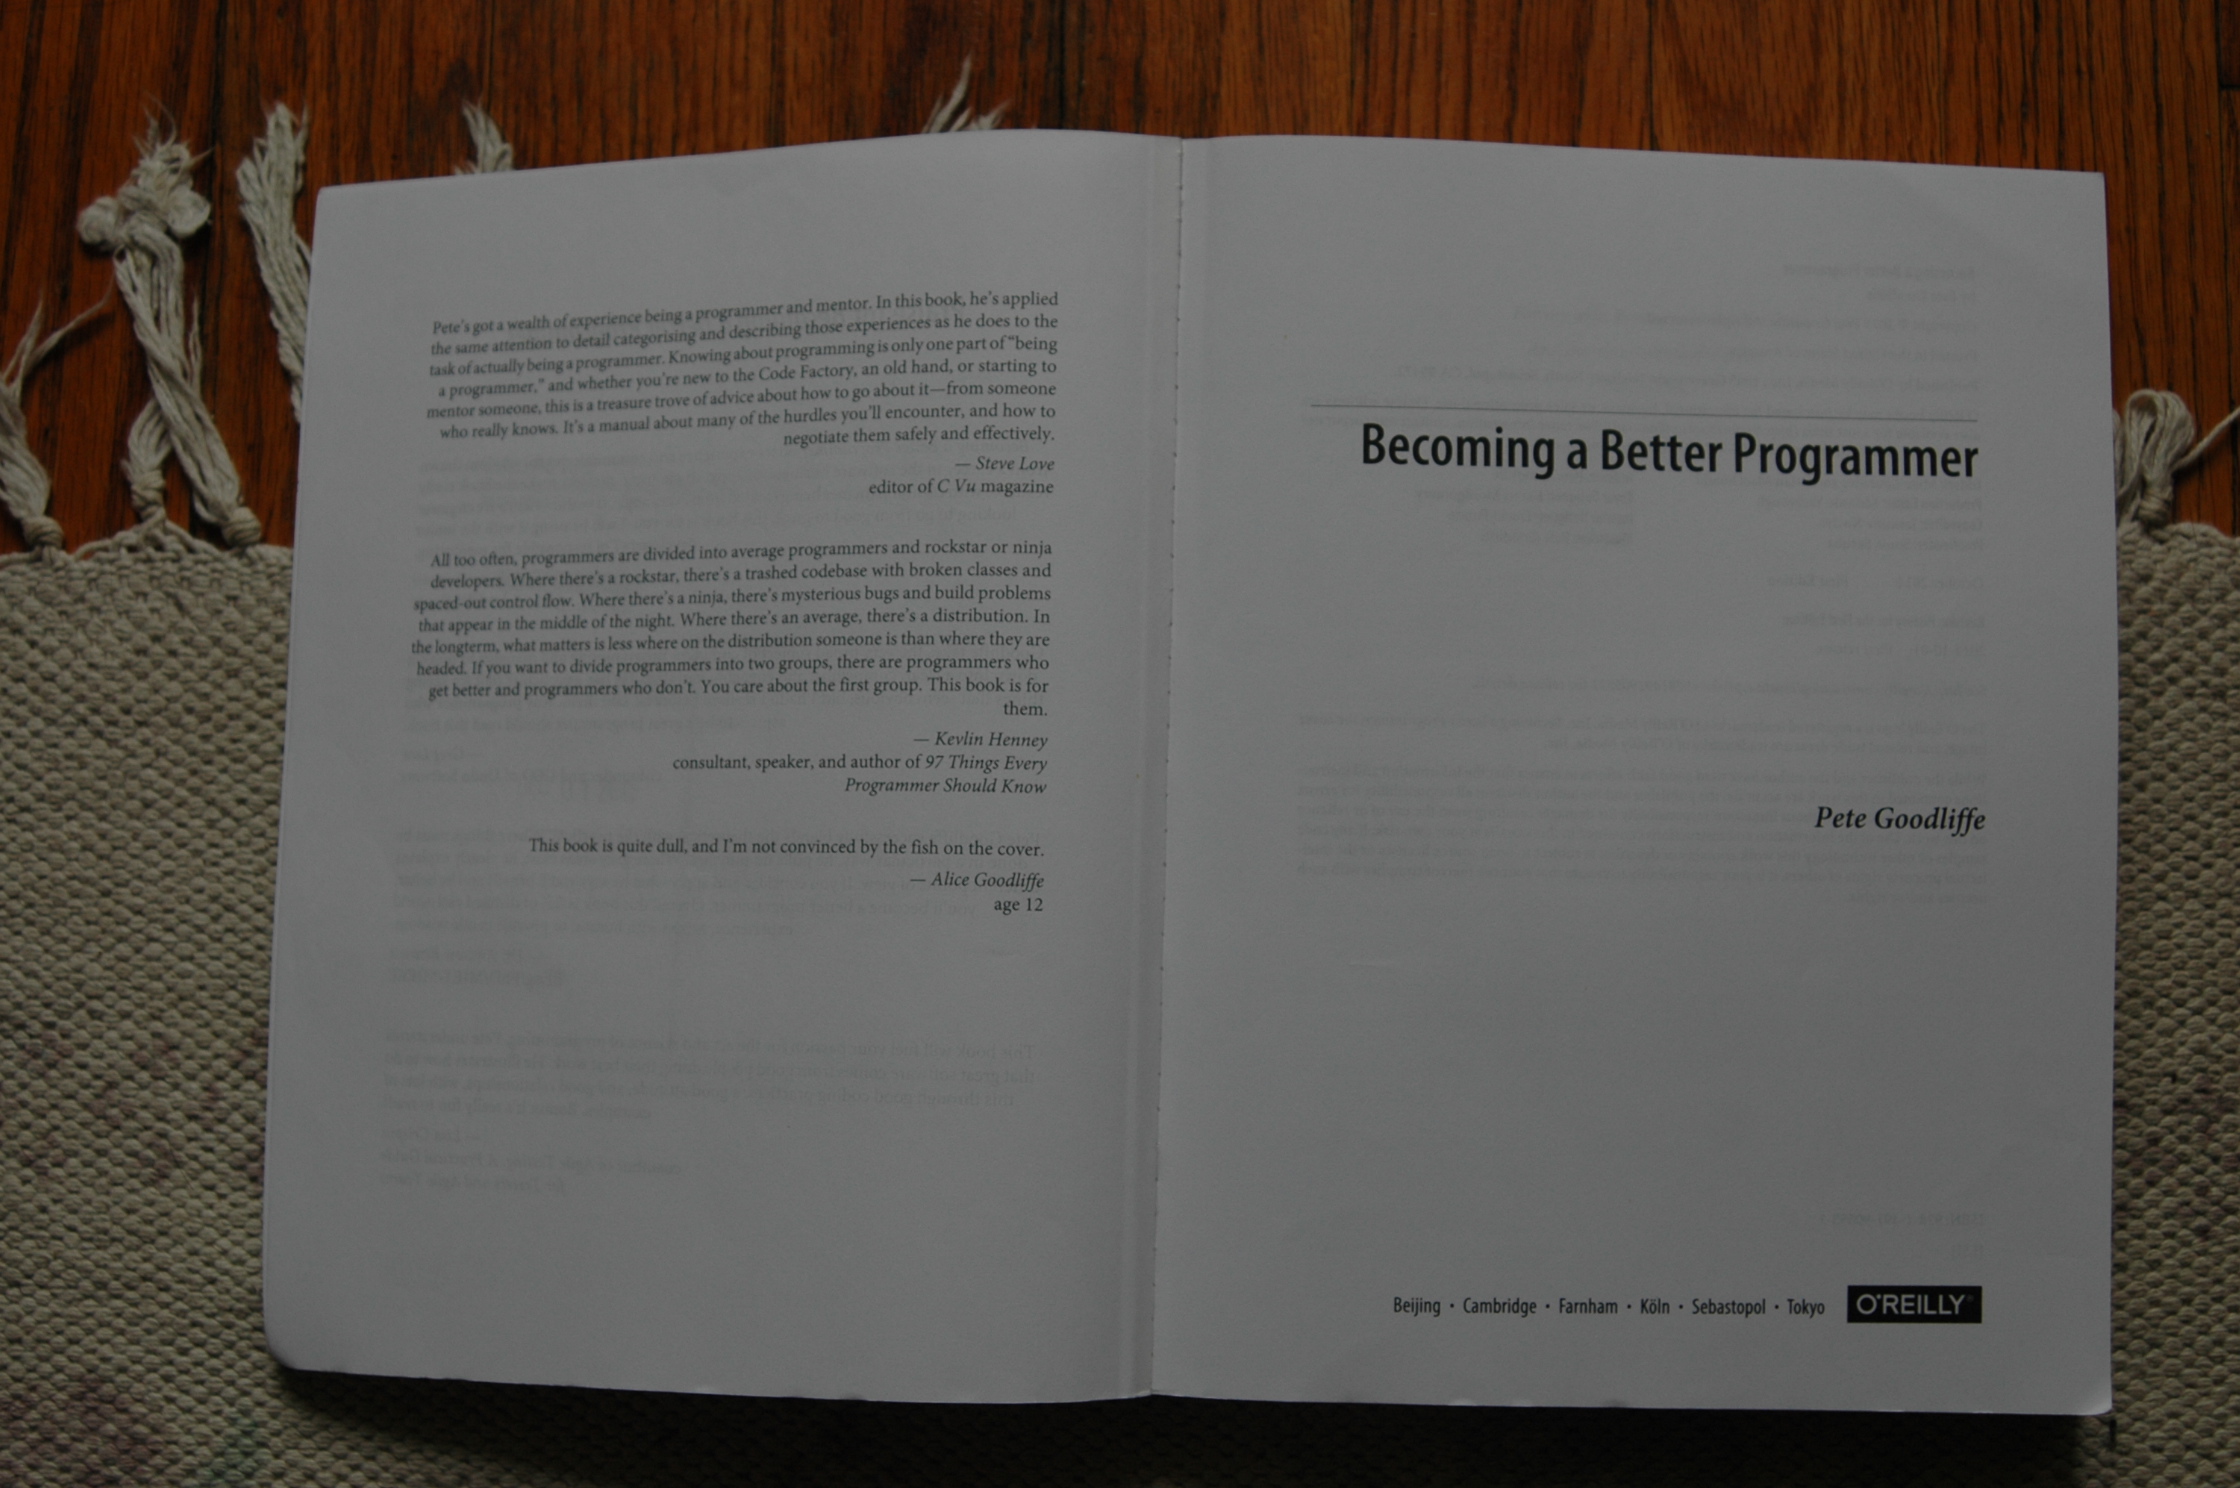 Pete's got a wealth of experience being a programmer and mentor. In this book, he's applied
the same attention to detail categorising and describing those experiences as he does to the
task of actually being a programmer. Knowing about programming is only one part of "being
a programmer," and whether you're new to the Code Factory, an old hand, or starting to
mentor someone, this is a treasure trove of advice about how to go about it—from someone
who really knows. It's a manual about many of the hurdles you'll encounter, and how to
negotiate them safely and effectively.
— Steve Love
editor of C Vu magazine
All too often, programmers are divided into average programmers and rockstar or ninja
developers. Where there's a rockstar, there's a trashed codebase with broken classes and
spaced-out control flow. Where there's a ninja, there's mysterious bugs and build problems
that appear in the middle of the night. Where there's an average, there's a distribution. In
the longterm, what matters is less where on the distribution someone is than where they are
headed. If you want to divide programmers into two groups, there are programmers who
get better and programmers who don't. You care about the first group. This book is for
them.
— Kevlin Henney
consultant, speaker, and author of 97 Things Every
Programmer Should Know
This book is quite dull, and I'm not convinced by the fish on the cover.
— Alice Goodliffe
age 12
Becoming a Better Programmer
Pete Goodliffe
Beijing • Cambridge • Farnham • Köln • Sebastopol • Tokyo O'REILLY®